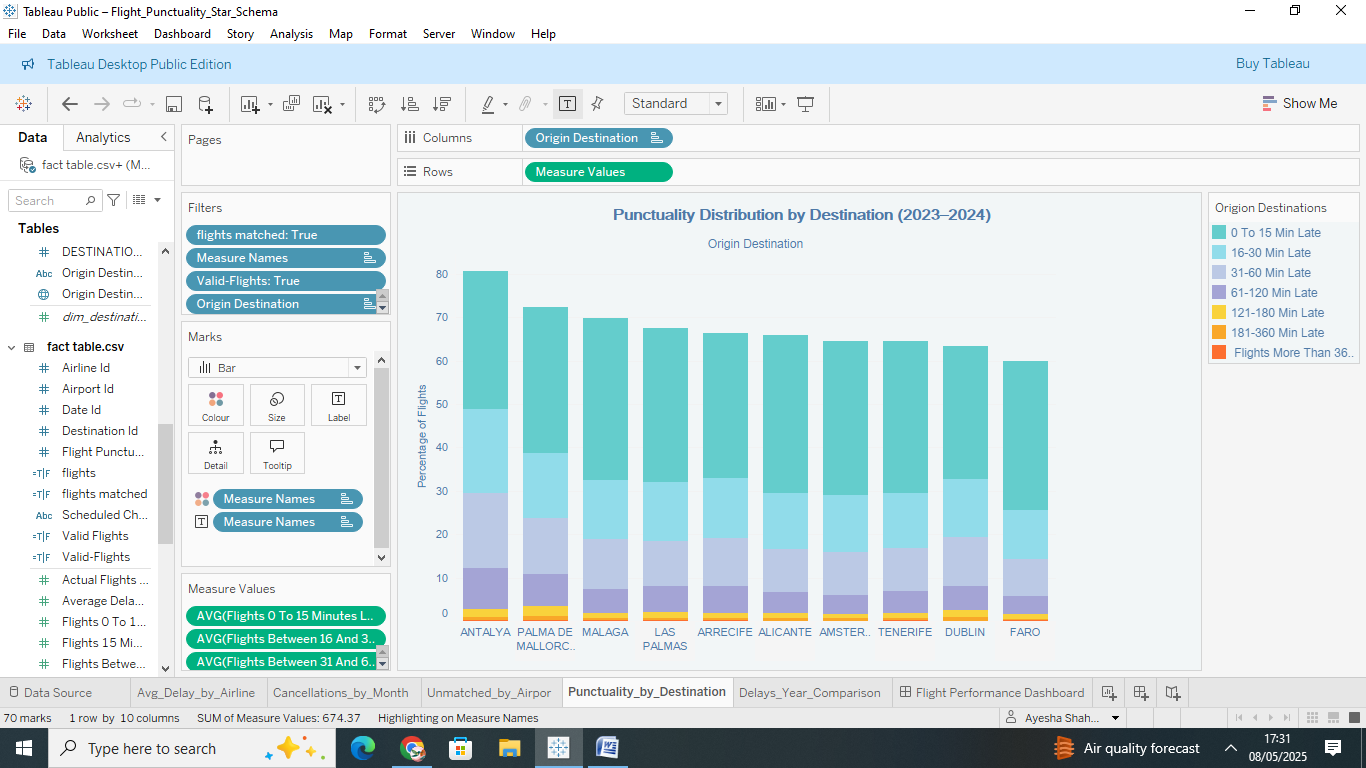 Tableau Public – Flight_Punctuality_Star_Schema
File Data Worksheet Dashboard Story Analysis Map Format Server Window Help
Tableau Desktop Public Edition
Buy Tableau
Standard
Show Me
Data
Analytics
fact table.csv+ (M...
Search
Tables
DESTINATIO...
Abc Origin Destin...
Origin Destin...
dim_destinati...
fact table.csv
Airline Id
Airport Id
Date Id
Destination Id
Flight Punctu...
=T|F flights
=T|F flights matched
Abc Scheduled Ch...
=T|F Valid Flights
=T|F Valid-Flights
Actual Flights ...
Average Dela...
Flights 0 To 1...
Flights 15 Mi...
Flights Betwe...
Pages
Filters
flights matched: True
Measure Names
Valid-Flights: True
Origin Destination
Marks
Bar
Colour
Size
Label
Detail
Tooltip
Measure Names
Measure Names
Measure Values
AVG(Flights 0 To 15 Minutes L..
AVG(Flights Between 16 And 3..
AVG(Flights Between 31 And 6..
Columns
Origin Destination
Rows
Measure Values
Punctuality Distribution by Destination (2023–2024)
Origin Destination
Percentage of Flights
80
70
60
50
40
30
20
10
0
ANTALYA
PALMA DE
MALLORC..
MALAGA
LAS
PALMAS
ARRECIFE
ALICANTE
AMSTER..
TENERIFE
DUBLIN
FARO
Origion Destinations
0 To 15 Min Late
16-30 Min Late
31-60 Min Late
61-120 Min Late
121-180 Min Late
181-360 Min Late
Flights More Than 36..
Data Source
Avg_Delay_by_Airline
Cancellations_by_Month
Unmatched_by_Airpor
Punctuality_by_Destination
Delays_Year_Comparison
Flight Performance Dashboard
70 marks
1 row by 10 columns
SUM of Measure Values: 674.37
Highlighting on Measure Names
Ayesha Shah...
Type here to search
Air quality forecast
17:31
08/05/2025